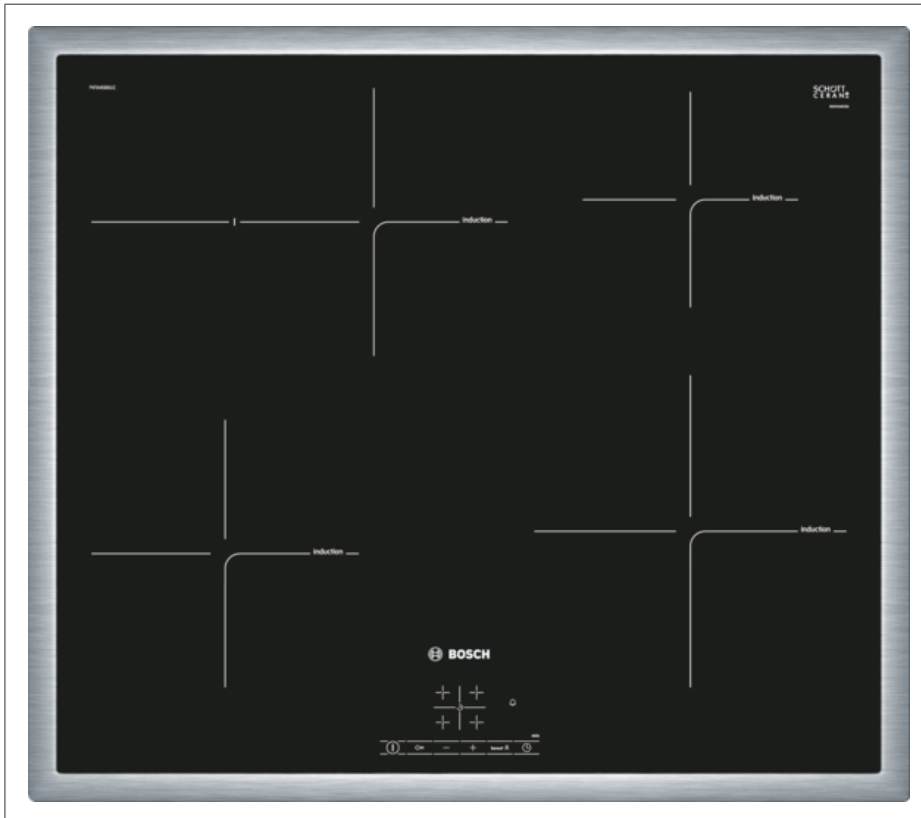 SCHOTT
CERAN
induction
induction
induction
induction
BOSCH
boost